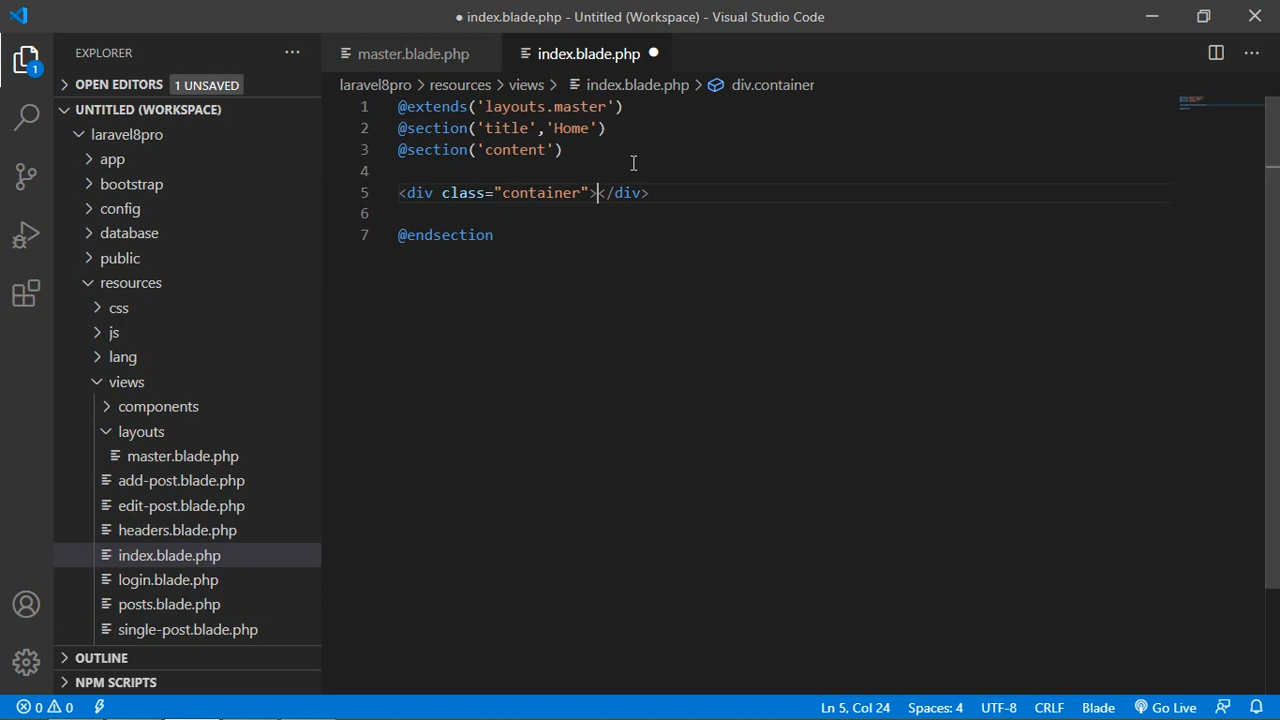 ● index.blade.php - Untitled (Workspace) - Visual Studio Code
EXPLORER
1
OPEN EDITORS 1 UNSAVED
UNTITLED (WORKSPACE)
laravel8pro
app
bootstrap
config
database
public
resources
css
js
lang
views
components
layouts
master.blade.php
add-post.blade.php
edit-post.blade.php
headers.blade.php
index.blade.php
login.blade.php
posts.blade.php
single-post.blade.php
OUTLINE
NPM SCRIPTS
master.blade.php index.blade.php
laravel8pro > resources > views > index.blade.php > div.container
1 @extends('layouts.master')
2 @section('title','Home')
3 @section('content')
4
5 <div class="container"></div>
6
7 @endsection
0 0 Ln 5, Col 24 Spaces: 4 UTF-8 CRLF Blade Go Live